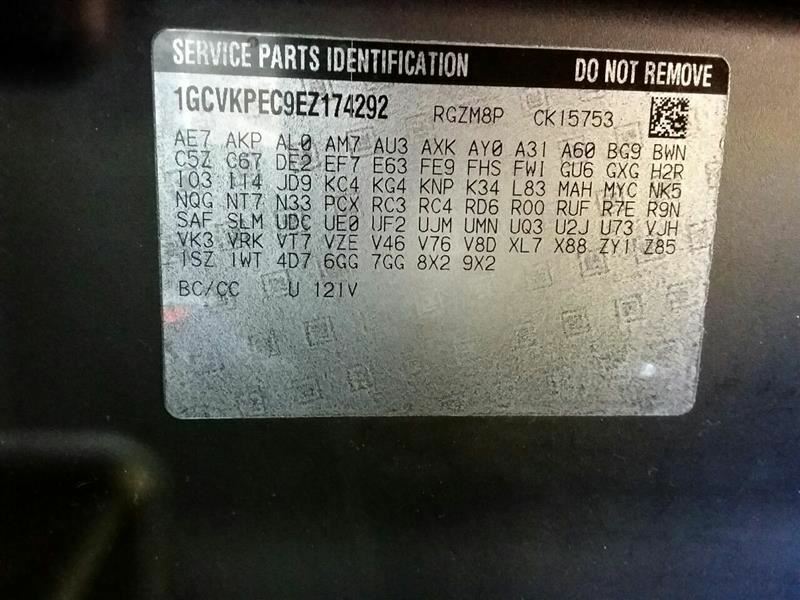 SERVICE PARTS IDENTIFICATION DO NOT REMOVE
1GCVKPEC9EZ174292 RGZM8P CK15753
AE7 AKP AL0 AM7 AU3 AXK AY0 A31 A60 BG9 BWN
C5Z C67 DE2 EF7 E63 FE9 FHS FWI GU6 GXG H2R
I03 II4 JD9 KC4 KG4 KNP K34 L83 MAH MYC NK5
NQG NT7 N33 PCX RC3 RC4 RD6 R00 RUF R7E R9N
SAF SLM UDC UE0 UF2 UJM UMN UQ3 U2J U73 VJH
VK3 VRK VT7 VZE V46 V76 V8D XL7 X88 ZY1 Z85
1SZ 1WT 4D7 6GG 7GG 8X2 9X2
BC/CC U 121V